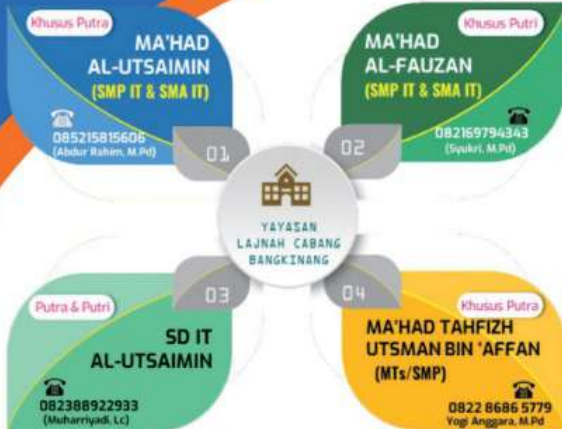 Khusus Putra
MA'HAD
AL-UTSAIMIN
(SMP IT & SMA IT)
085215815606
(Abdur Rahim, M.Pd)
01
Khusus Putri
MA'HAD
AL-FAUZAN
(SMP IT & SMA IT)
082169794343
(Syukri, M.Pd)
02
YAYASAN
LAJNAH CABANG
BANGKINANG
03
Putra & Putri
SD IT
AL-UTSAIMIN
082388922933
(Muharriyadi, Lc)
04
Khusus Putra
MA'HAD TAHFIZH
UTSMAN BIN 'AFFAN
(MTs/SMP)
0822 8686 5779
Yogi Anggara, M.Pd